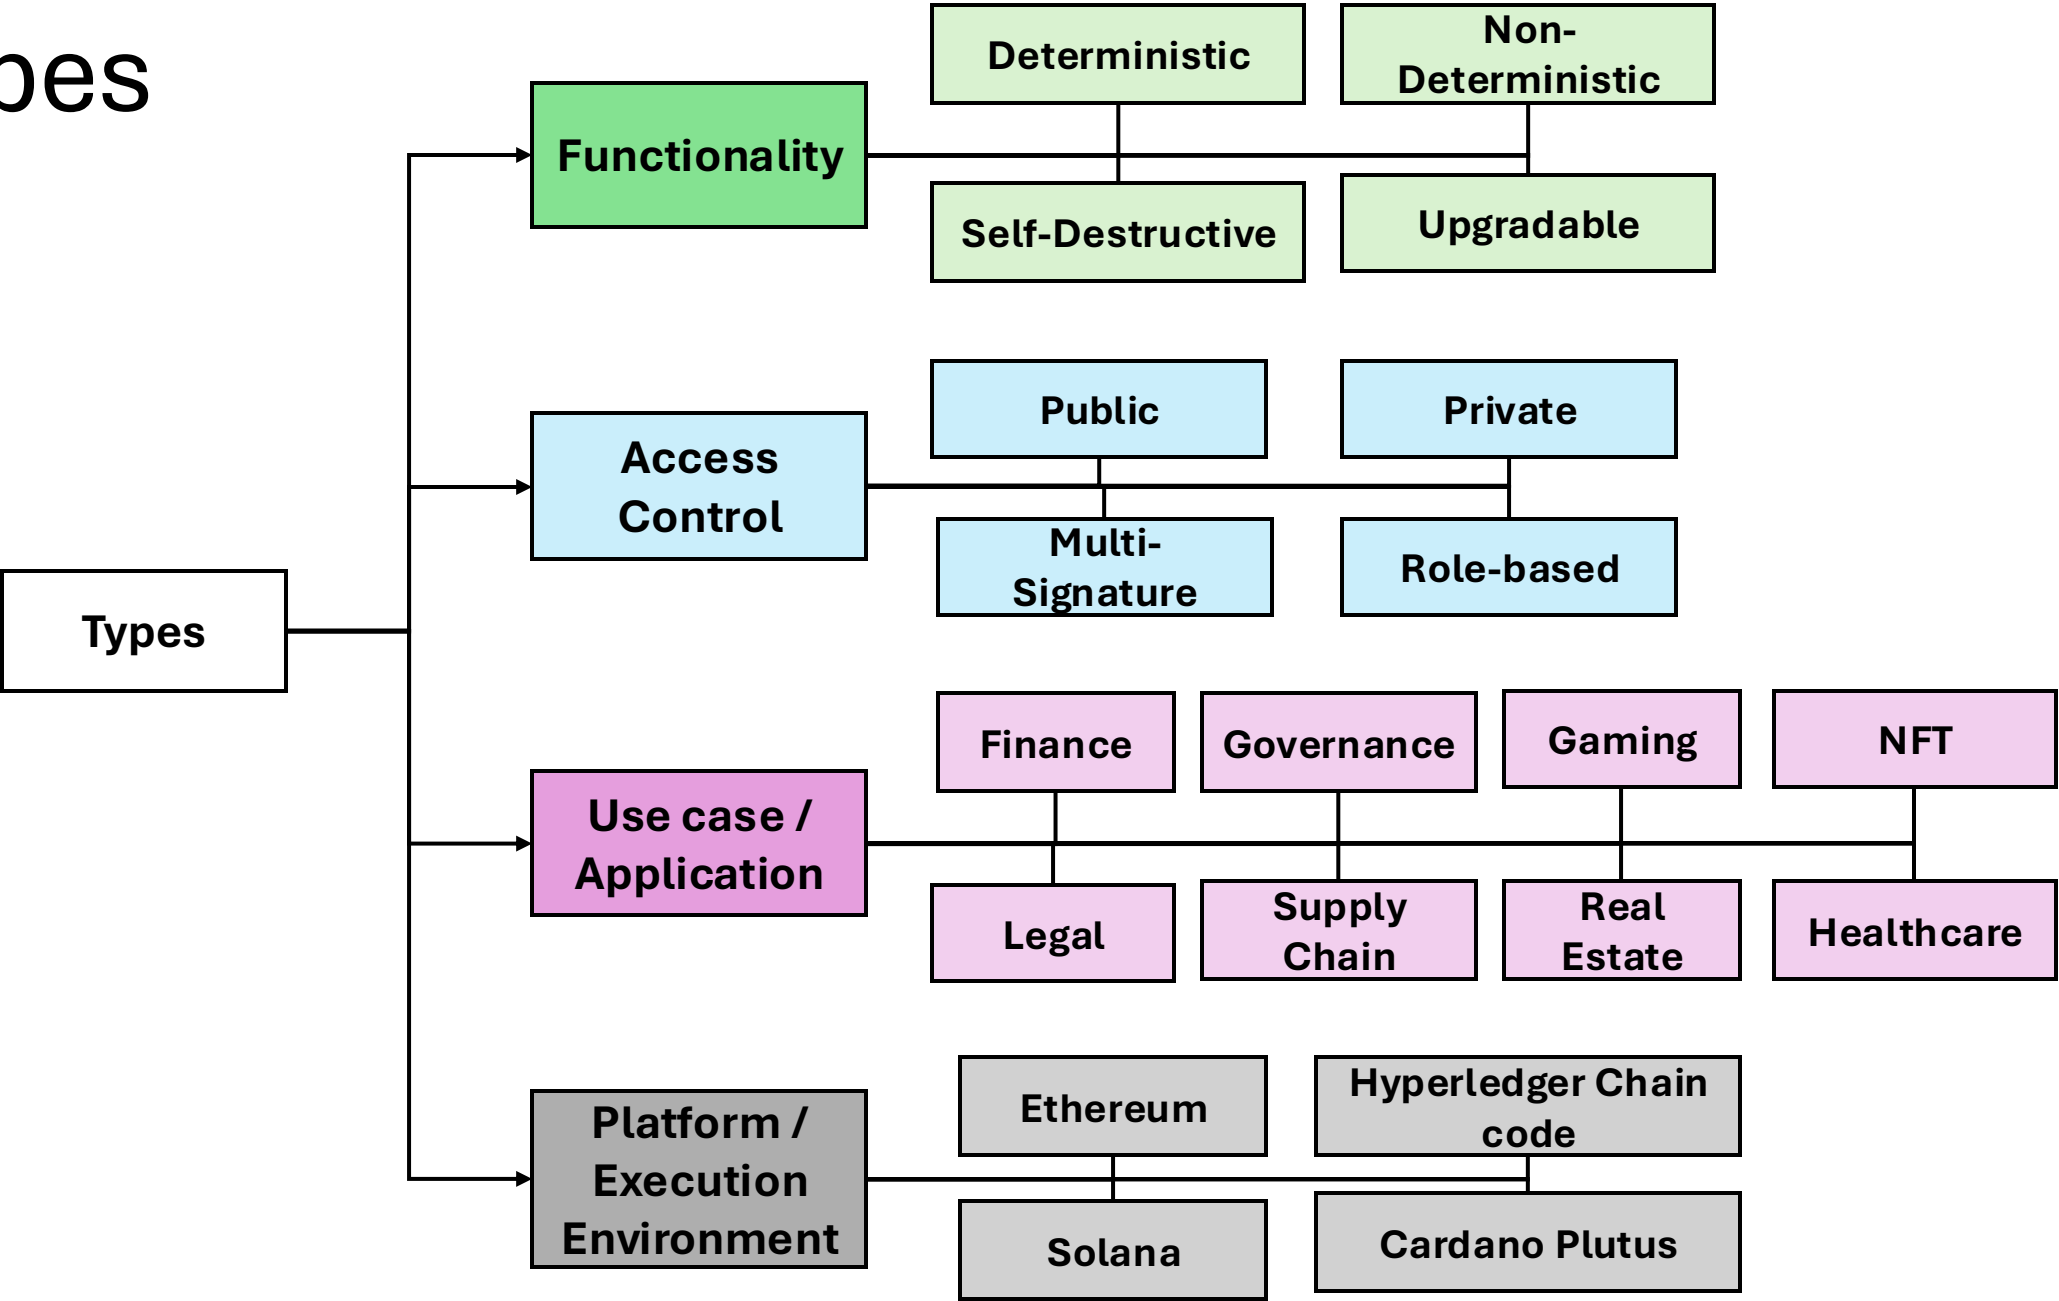 Types
Functionality
Deterministic
Non-
Deterministic
Self-Destructive
Upgradable
Access
Control
Public
Private
Multi-
Signature
Role-based
Use case /
Application
Finance
Governance
Gaming
NFT
Legal
Supply
Chain
Real
Estate
Healthcare
Platform /
Execution
Environment
Ethereum
Hyperledger Chain
code
Solana
Cardano Plutus